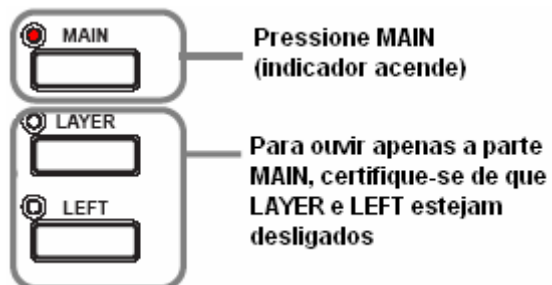 MAIN
Pressione MAIN
(indicador acende)
LAYER
LEFT
Para ouvir apenas a parte
MAIN, certifique-se de que
LAYER e LEFT estejam
desligados